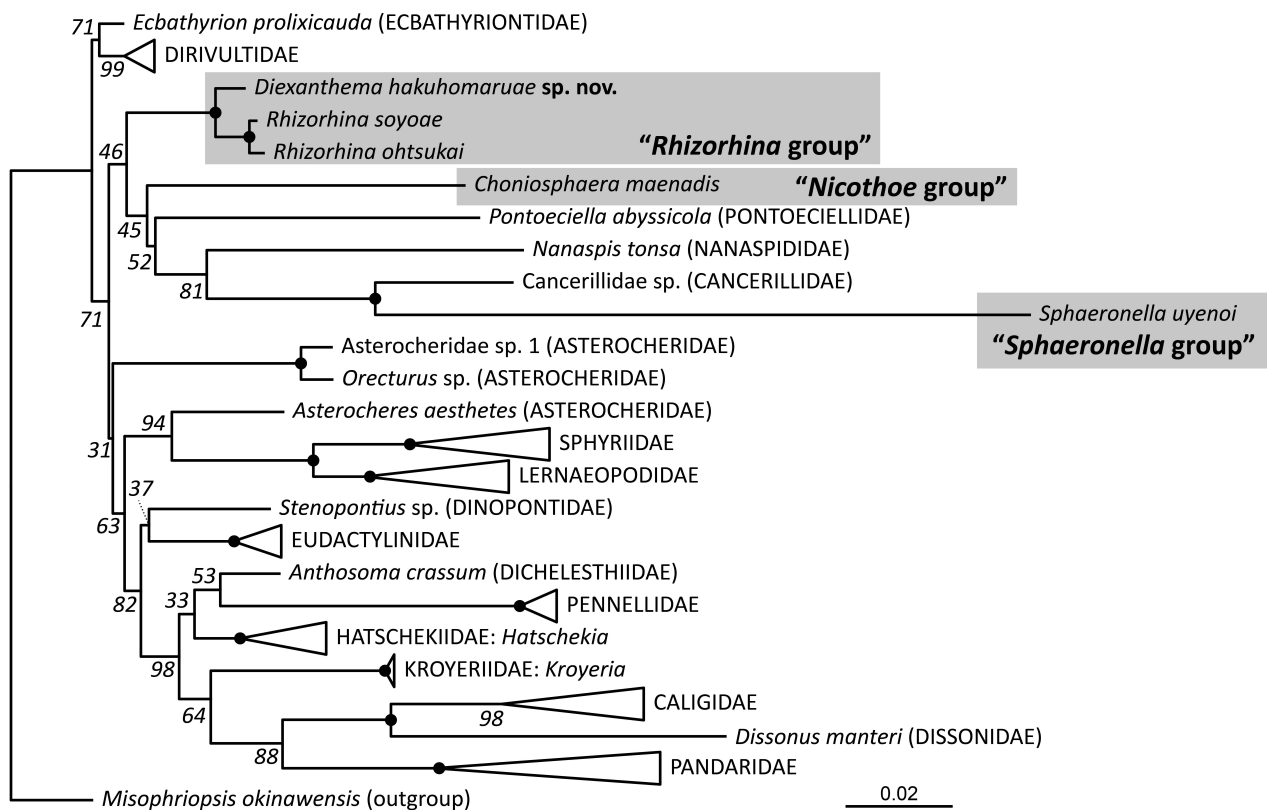 71
Ecbathyrion prolixicauda (ECBATHYRIONTIDAE)
99
DIRIVULTIDAE
Diexanthema hakuhomaruae sp. nov.
Rhizorhina soyoae
Rhizorhina ohtsukai
“Rhizorhina group”
46
Choniosphaera maenadis
“Nicothoe group”
45
Pontoeciella abyssicola (PONTOECIELLIDAE)
52
Nanaspis tonsa (NANASPIDIDAE)
81
Cancerillidae sp. (CANCERILLIDAE)
Sphaeronella uyenoi
“Sphaeronella group”
71
Asterocheridae sp. 1 (ASTEROCHERIDAE)
Orecturus sp. (ASTEROCHERIDAE)
31
94
Asterocheres aesthetes (ASTEROCHERIDAE)
SPHYRIIDAE
LERNAEOPODIDAE
37
63
Stenopontius sp. (DINOPONTIDAE)
EUDACTYLINIDAE
82
53
Anthosoma crassum (DICHELESTHIIDAE)
33
PENNELLIDAE
HATSCHEKIIDAE: Hatschekia
98
KROYERIIDAE: Kroyeria
64
CALIGIDAE
98
Dissonus manteri (DISSONIDAE)
88
PANDARIDAE
Misophriopsis okinawensis (outgroup)
0.02